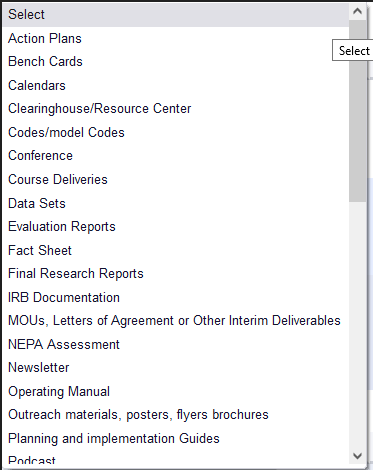 Select
Action Plans
Select
Bench Cards
Calendars
Clearinghouse/Resource Center
Codes/model Codes
Conference
Course Deliveries
Data Sets
Evaluation Reports
Fact Sheet
Final Research Reports
IRB Documentation
MOUs, Letters of Agreement or Other Interim Deliverables
NEPA Assessment
Newsletter
Operating Manual
Outreach materials, posters, flyers brochures
Planning and implementation Guides
Podcast